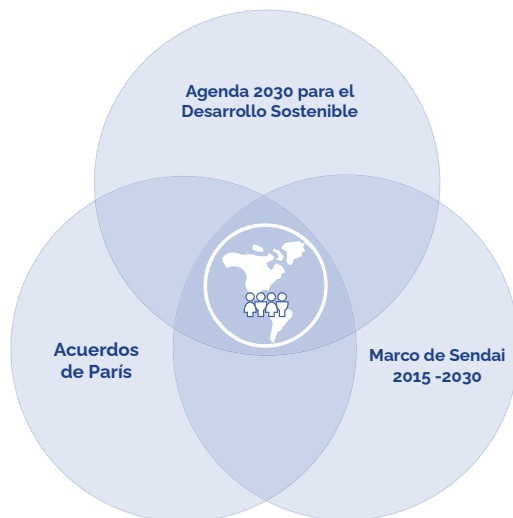 Agenda 2030 para el
Desarrollo Sostenible
Acuerdos
de París
Marco de Sendai
2015 -2030